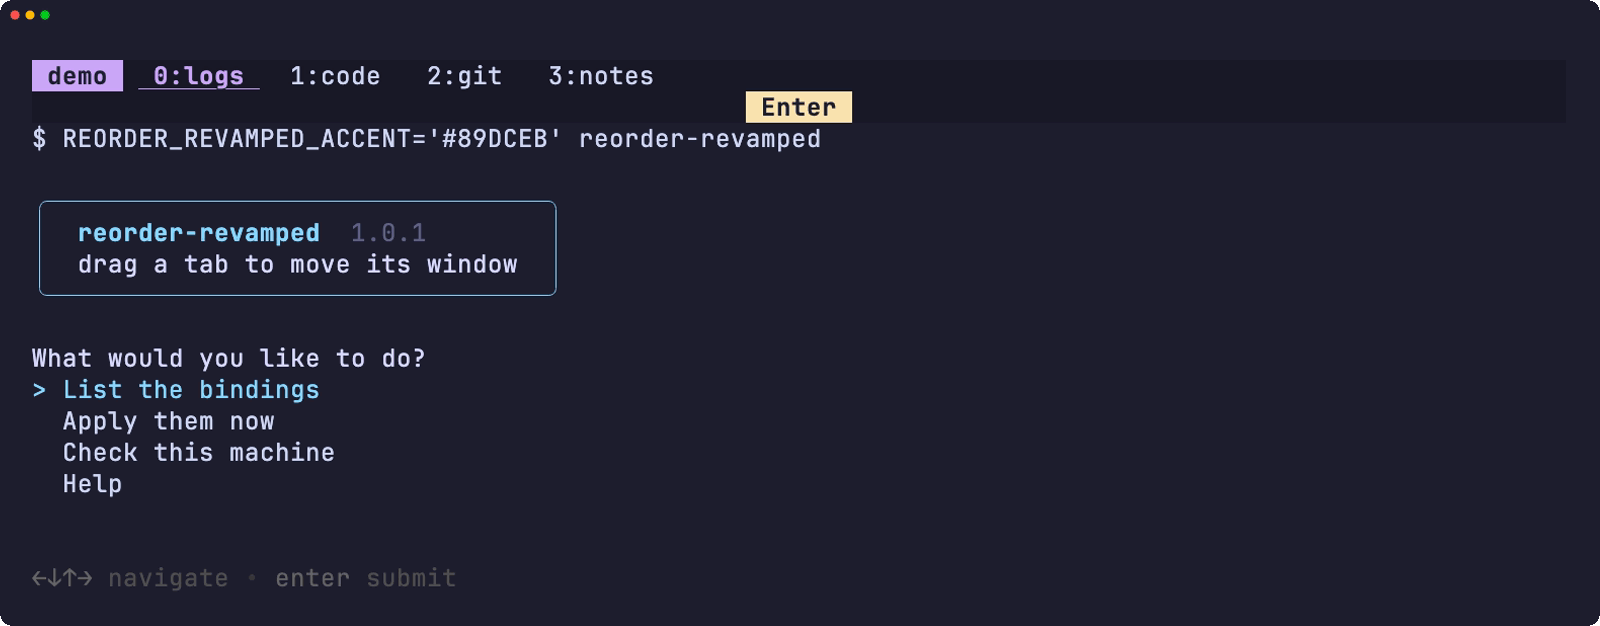 demo 0:logs 1:code 2:git 3:notes
Enter
$ REORDER_REVAMPED_ACCENT='#89DCEB' reorder-revamped
reorder-revamped 1.0.1
drag a tab to move its window
What would you like to do?
> List the bindings
Apply them now
Check this machine
Help
←↓↑→ navigate • enter submit